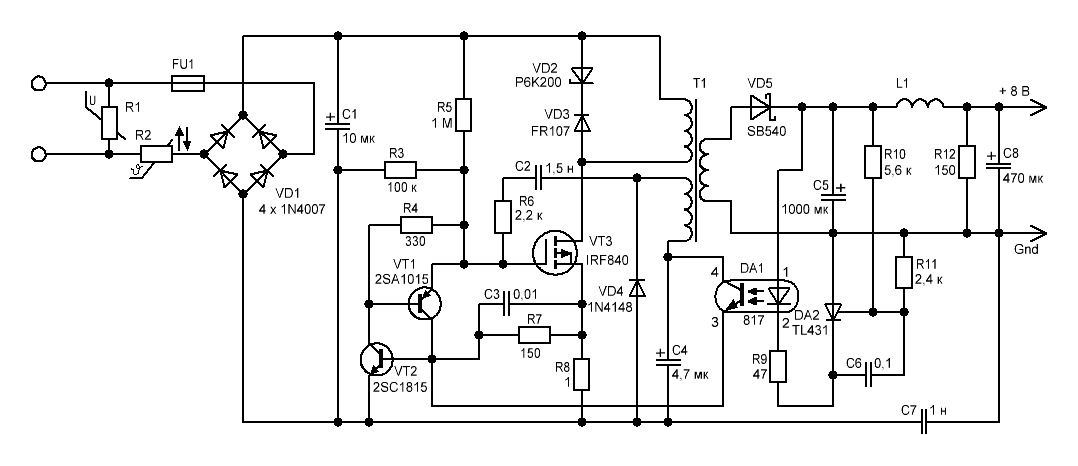 FU1
U
R1
R2
ϑ
VD1
4 x 1N4007
+
C1
10 мк
R3
100 к
R4
330
R5
1 М
VD2
P6K200
VD3
FR107
C2
1,5 н
R6
2,2 к
VT3
IRF840
VT1
2SA1015
VT2
2SC1815
C3
0,01
R7
150
R8
1
VD4
1N4148
T1
VD5
SB540
L1
+ 8 В
R10
5,6 к
R12
150
+
C8
470 мк
C5
+
1000 мк
Gnd
R11
2,4 к
4
DA1
1
3
817
2
DA2
TL431
+
C4
4,7 мк
R9
47
C6
0,1
C7
1 н